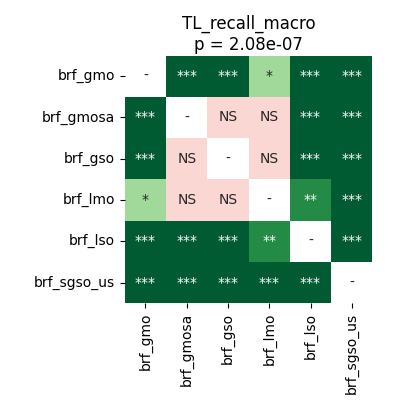 TL_recall_macro
p = 2.08e-07
brf_gmo - *** *** * *** ***
brf_gmosa *** - NS NS *** ***
brf_gso *** NS - NS *** ***
brf_lmo * NS NS - ** ***
brf_lso *** *** *** ** - ***
brf_sgso_us *** *** *** *** *** -
brf_gmo brf_gmosa brf_gso brf_lmo brf_lso brf_sgso_us